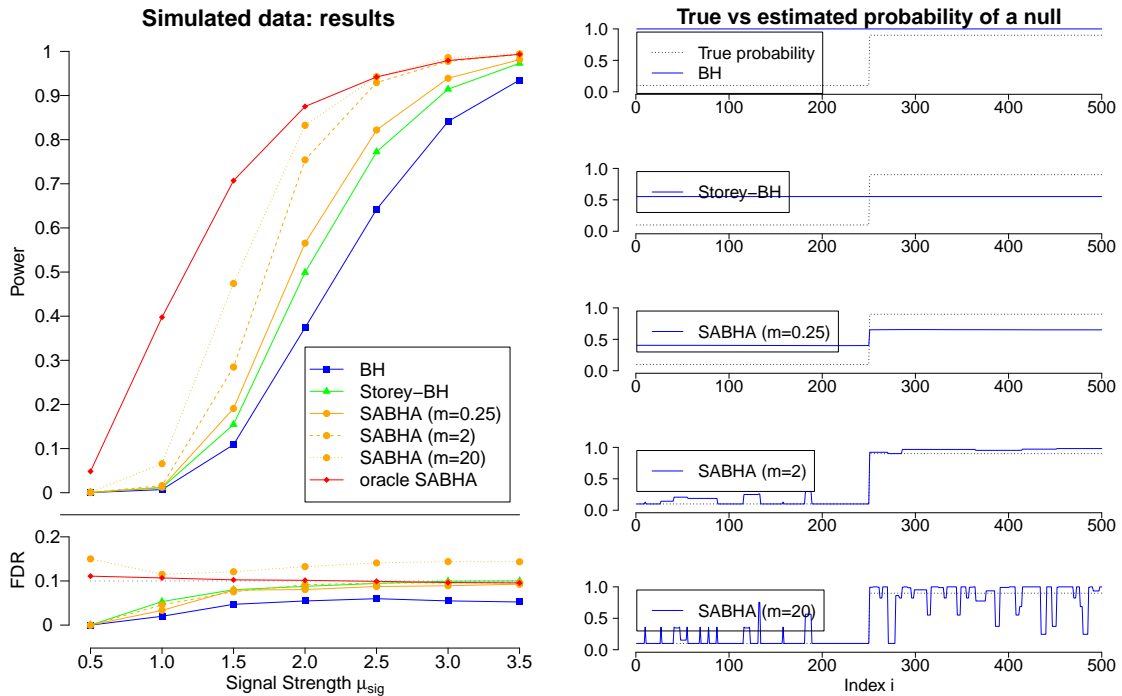 Simulated data: results
Power
1
0.9
0.8
0.7
0.6
0.5
0.4
0.3
0.2
0.1
0
BH
Storey−BH
SABHA (m=0.25)
SABHA (m=2)
SABHA (m=20)
oracle SABHA
FDR
0.2
0.1
0
0.5 1.0 1.5 2.0 2.5 3.0 3.5
Signal Strength μsig
True vs estimated probability of a null
1.0
0.5
0.0
True probability
BH
0 100 200 300 400 500
1.0
0.5
0.0
Storey−BH
0 100 200 300 400 500
1.0
0.5
0.0
SABHA (m=0.25)
0 100 200 300 400 500
1.0
0.5
0.0
SABHA (m=2)
0 100 200 300 400 500
1.0
0.5
0.0
SABHA (m=20)
0 100 200 300 400 500
Index i